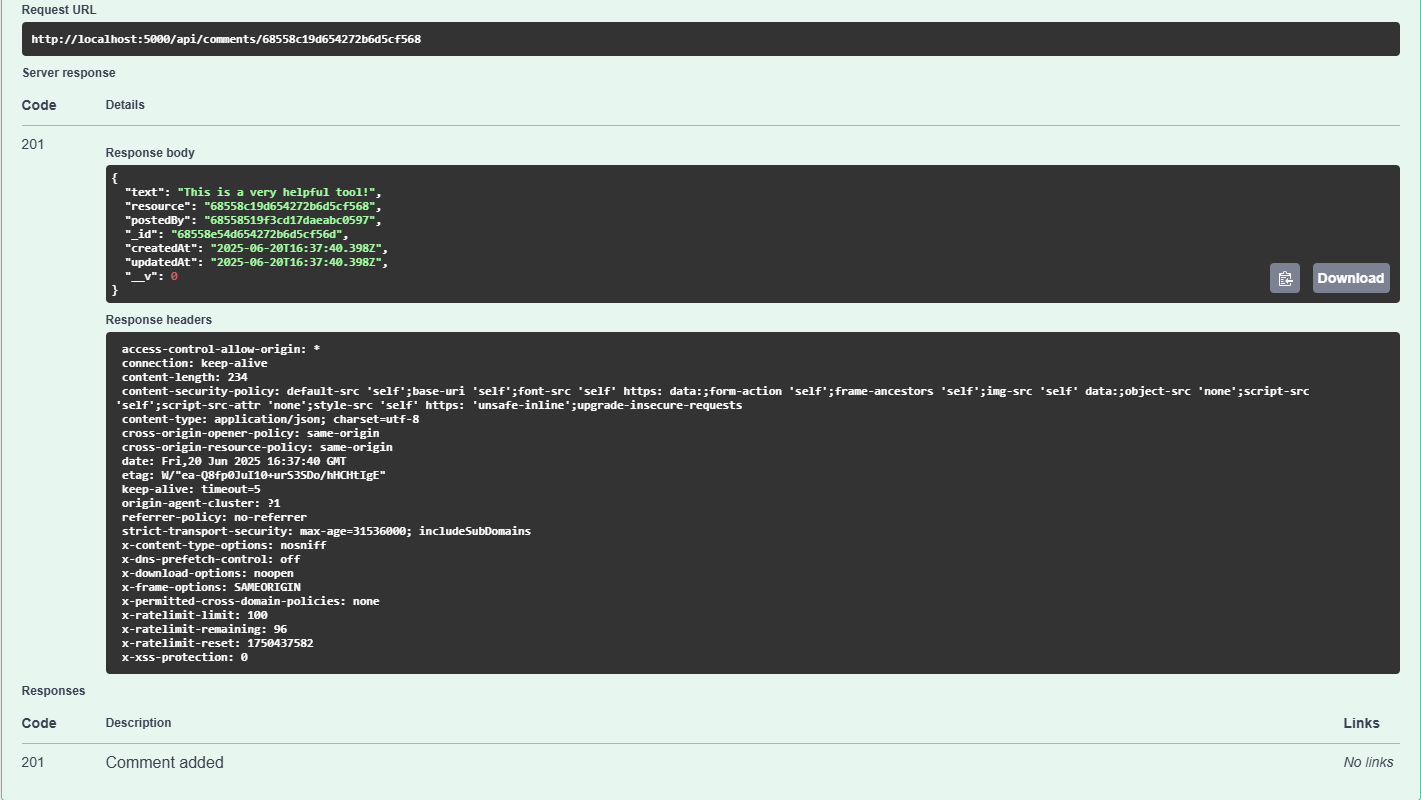 Request URL
http://localhost:5000/api/comments/68558c19d654272b6d5cf568
Server response
Code Details
201
Response body
{
"text": "This is a very helpful tool!",
"resource": "68558c19d654272b6d5cf568",
"postedBy": "68558519f3cd17daeabc0597",
"_id": "68558e54d654272b6d5cf56d",
"createdAt": "2025-06-20T16:37:40.398Z",
"updatedAt": "2025-06-20T16:37:40.398Z",
"__v": 0
}
Download
Response headers
access-control-allow-origin: *
connection: keep-alive
content-length: 234
content-security-policy: default-src 'self';base-uri 'self';font-src 'self' https: data:;form-action 'self';frame-ancestors 'self';img-src 'self' data:;object-src 'none';script-src
'self';script-src-attr 'none';style-src 'self' https: 'unsafe-inline';upgrade-insecure-requests
content-type: application/json; charset=utf-8
cross-origin-opener-policy: same-origin
cross-origin-resource-policy: same-origin
date: Fri,20 Jun 2025 16:37:40 GMT
etag: W/"ea-Q8fp0JuI10+urS3SDo/hHCHtIgE"
keep-alive: timeout=5
origin-agent-cluster: ?1
referrer-policy: no-referrer
strict-transport-security: max-age=31536000; includeSubDomains
x-content-type-options: nosniff
x-dns-prefetch-control: off
x-download-options: noopen
x-frame-options: SAMEORIGIN
x-permitted-cross-domain-policies: none
x-ratelimit-limit: 100
x-ratelimit-remaining: 96
x-ratelimit-reset: 1750437582
x-xss-protection: 0
Responses
Code Description Links
201 Comment added No links